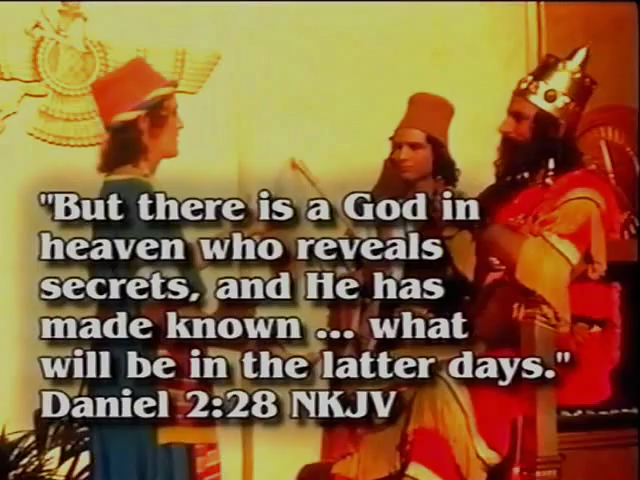 "But there is a God in
heaven who reveals
secrets, and He has
made known ... what
will be in the latter days."
Daniel 2:28 NKJV